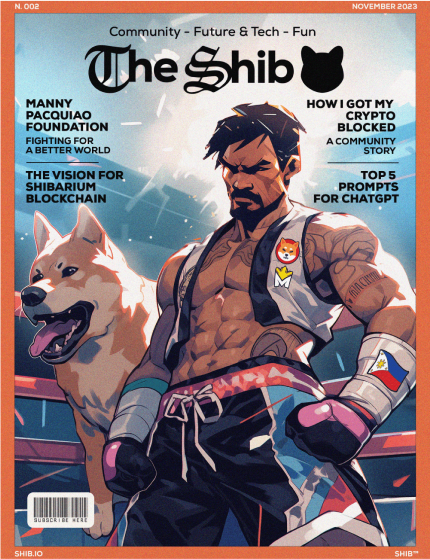 N. 002
NOVEMBER 2023
Community - Future & Tech - Fun
The Shib
MANNY
PACQUIAO
FOUNDATION
FIGHTING FOR
A BETTER WORLD
THE VISION FOR
SHIBARIUM
BLOCKCHAIN
HOW I GOT MY
CRYPTO
BLOCKED
A COMMUNITY
STORY
TOP 5
PROMPTS
FOR CHATGPT
M
SUBSCRIBE HERE
SHIB.IO
SHIB™